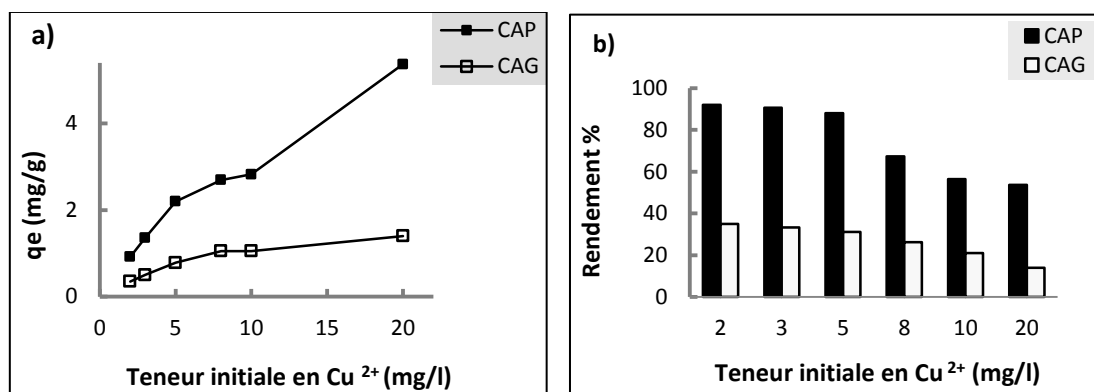 a)
CAP
CAG
4
2
0
qe (mg/g)
0 5 10 15 20
Teneur initiale en Cu ²⁺ (mg/l)
b)
CAP
CAG
100
80
60
40
20
0
Rendement %
2 3 5 8 10 20
Teneur initiale en Cu ²⁺ (mg/l)